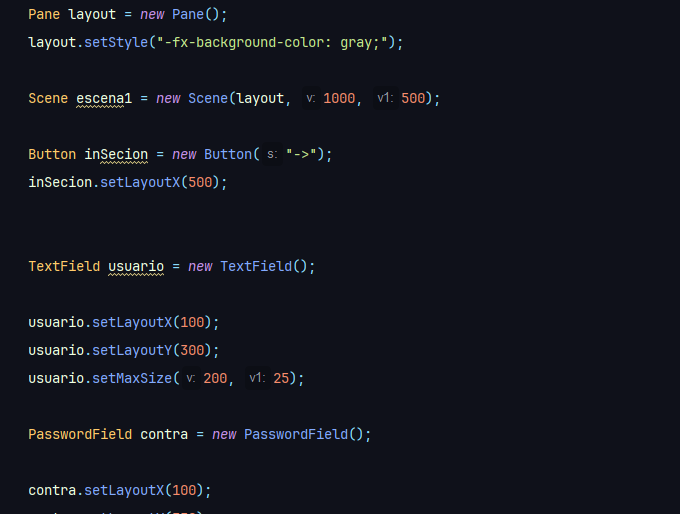 Pane layout = new Pane();
layout.setStyle("-fx-background-color: gray;");
Scene escena1 = new Scene(layout, v: 1000, v1: 500);
Button inSecion = new Button( s: "->");
inSecion.setLayoutX(500);
TextField usuario = new TextField();
usuario.setLayoutX(100);
usuario.setLayoutY(300);
usuario.setMaxSize( v: 200, v1: 25);
PasswordField contra = new PasswordField();
contra.setLayoutX(100);